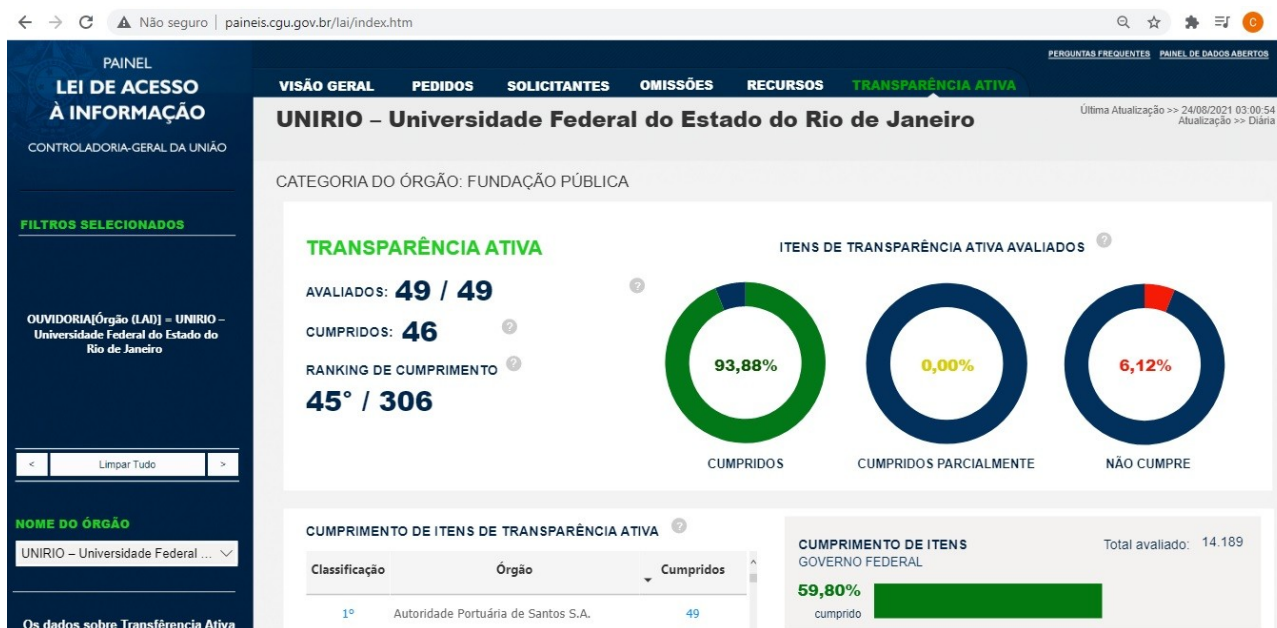 Não seguro | paineis.cgu.gov.br/lai/index.htm
C
PAINEL
LEI DE ACESSO
À INFORMAÇÃO
CONTROLADORIA-GERAL DA UNIÃO
FILTROS SELECIONADOS
OUVIDORIA[Órgão (LAI)] = UNIRIO –
Universidade Federal do Estado do
Rio de Janeiro
< Limpar Tudo >
NOME DO ÓRGÃO
UNIRIO – Universidade Federal ...
Os dados sobre Transfêrencia Ativa
PERGUNTAS FREQUENTES PAINEL DE DADOS ABERTOS
VISÃO GERAL PEDIDOS SOLICITANTES OMISSÕES RECURSOS TRANSPARÊNCIA ATIVA
UNIRIO – Universidade Federal do Estado do Rio de Janeiro
Última Atualização >> 24/08/2021 03:00:54
Atualização >> Diária
CATEGORIA DO ÓRGÃO: FUNDAÇÃO PÚBLICA
TRANSPARÊNCIA ATIVA
AVALIADOS: 49 / 49 ?
CUMPRIDOS: 46 ?
RANKING DE CUMPRIMENTO ?
45° / 306
ITENS DE TRANSPARÊNCIA ATIVA AVALIADOS ?
93,88% 0,00% 6,12%
CUMPRIDOS CUMPRIDOS PARCIALMENTE NÃO CUMPRE
CUMPRIMENTO DE ITENS DE TRANSPARÊNCIA ATIVA ?
Classificação Órgão Cumpridos
1º Autoridade Portuária de Santos S.A. 49
CUMPRIMENTO DE ITENS Total avaliado: 14.189
GOVERNO FEDERAL
59,80%
cumprido